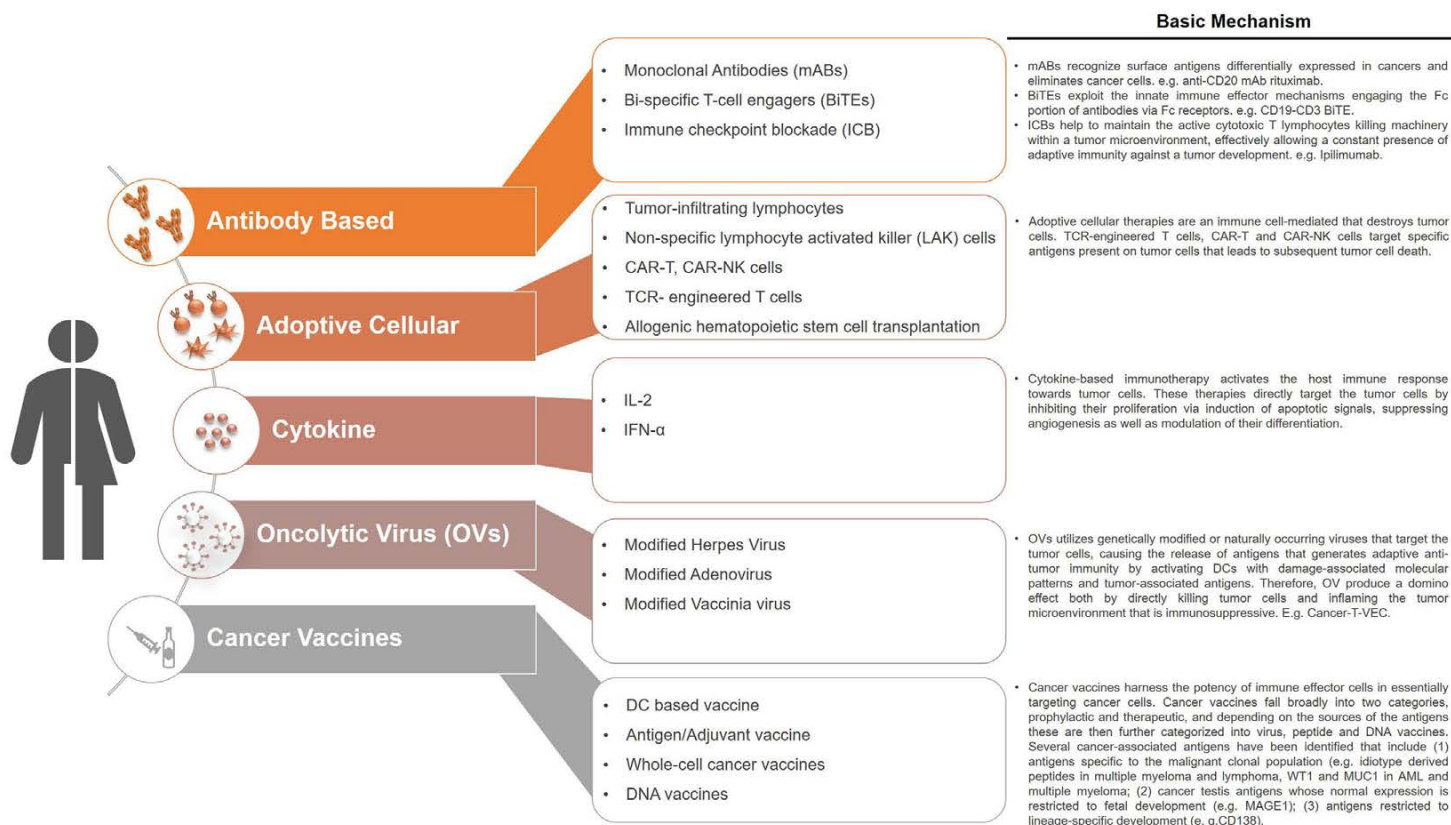 Basic Mechanism
Antibody Based
• Monoclonal Antibodies (mABs)
• Bi-specific T-cell engagers (BiTEs)
• Immune checkpoint blockade (ICB)
• mABs recognize surface antigens differentially expressed in cancers and
eliminates cancer cells. e.g. anti-CD20 mAb rituximab.
• BiTEs exploit the innate immune effector mechanisms engaging the Fc
portion of antibodies via Fc receptors. e.g. CD19-CD3 BiTE.
• ICBs help to maintain the active cytotoxic T lymphocytes killing machinery
within a tumor microenvironment, effectively allowing a constant presence of
adaptive immunity against a tumor development. e.g. Ipilimumab.
Adoptive Cellular
• Tumor-infiltrating lymphocytes
• Non-specific lymphocyte activated killer (LAK) cells
• CAR-T, CAR-NK cells
• TCR- engineered T cells
• Allogenic hematopoietic stem cell transplantation
• Adoptive cellular therapies are an immune cell-mediated that destroys tumor
cells. TCR-engineered T cells, CAR-T and CAR-NK cells target specific
antigens present on tumor cells that leads to subsequent tumor cell death.
Cytokine
• IL-2
• IFN-α
• Cytokine-based immunotherapy activates the host immune response
towards tumor cells. These therapies directly target the tumor cells by
inhibiting their proliferation via induction of apoptotic signals, suppressing
angiogenesis as well as modulation of their differentiation.
Oncolytic Virus (OVs)
• Modified Herpes Virus
• Modified Adenovirus
• Modified Vaccinia virus
• OVs utilizes genetically modified or naturally occurring viruses that target the
tumor cells, causing the release of antigens that generates adaptive anti-
tumor immunity by activating DCs with damage-associated molecular
patterns and tumor-associated antigens. Therefore, OV produce a domino
effect both by directly killing tumor cells and inflaming the tumor
microenvironment that is immunosuppressive. E.g. Cancer-T-VEC.
Cancer Vaccines
• DC based vaccine
• Antigen/Adjuvant vaccine
• Whole-cell cancer vaccines
• DNA vaccines
• Cancer vaccines harness the potency of immune effector cells in essentially
targeting cancer cells. Cancer vaccines fall broadly into two categories,
prophylactic and therapeutic, and depending on the sources of the antigens
these are then further categorized into virus, peptide and DNA vaccines.
Several cancer-associated antigens have been identified that include (1)
antigens specific to the malignant clonal population (e.g. idiotype derived
peptides in multiple myeloma and lymphoma, WT1 and MUC1 in AML and
multiple myeloma; (2) cancer testis antigens whose normal expression is
restricted to fetal development (e.g. MAGE1); (3) antigens restricted to
lineage-specific development (e. g.CD138).